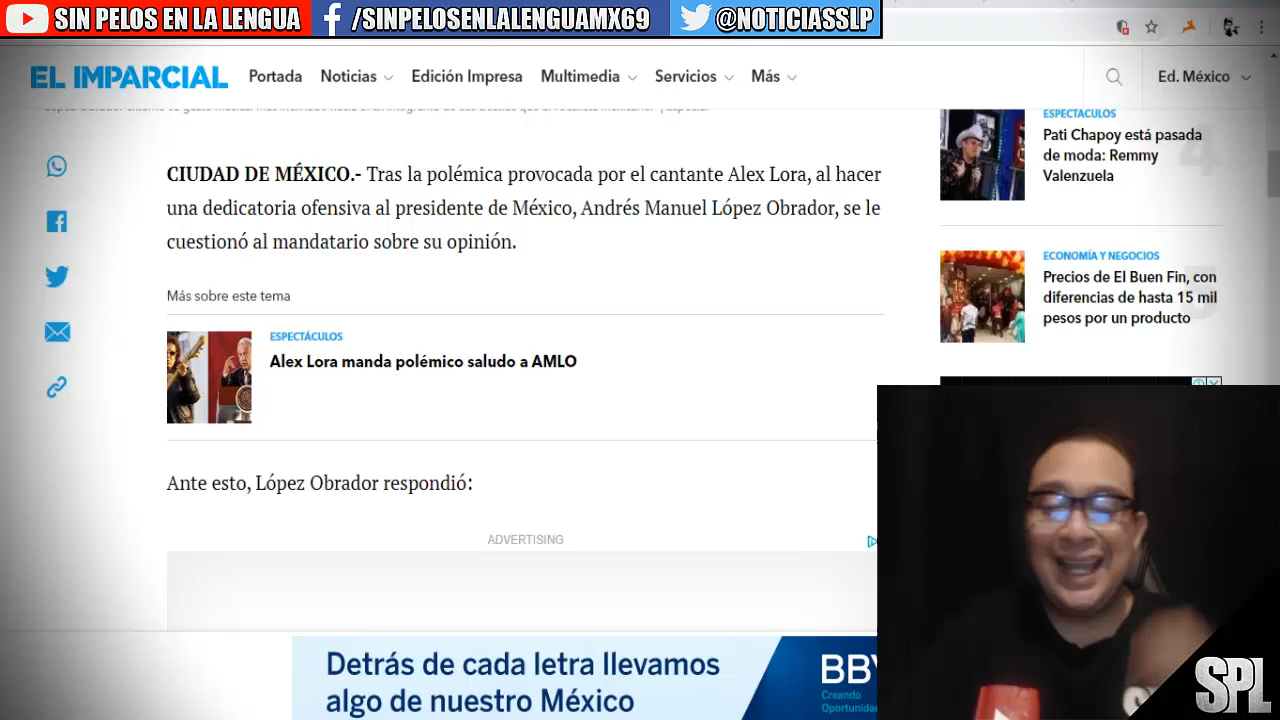 SIN PELOS EN LA LENGUA
/SINPELOSENLALENGUAMX69
@NOTICIASSLP
EL IMPARCIAL
Portada
Noticias
Edición Impresa
Multimedia
Servicios
Más
Ed. México
CIUDAD DE MÉXICO.- Tras la polémica provocada por el cantante Alex Lora, al hacer
una dedicatoria ofensiva al presidente de México, Andrés Manuel López Obrador, se le
cuestionó al mandatario sobre su opinión.
Más sobre este tema
ESPECTÁCULOS
Alex Lora manda polémico saludo a AMLO
Ante esto, López Obrador respondió:
ADVERTISING
ESPECTÁCULOS
Pati Chapoy está pasada
de moda: Remmy
Valenzuela
4
ECONOMÍA Y NEGOCIOS
Precios de El Buen Fin, con
diferencias de hasta 15 mil
pesos por un producto
Detrás de cada letra llevamos
algo de nuestro México
Creando
SPL